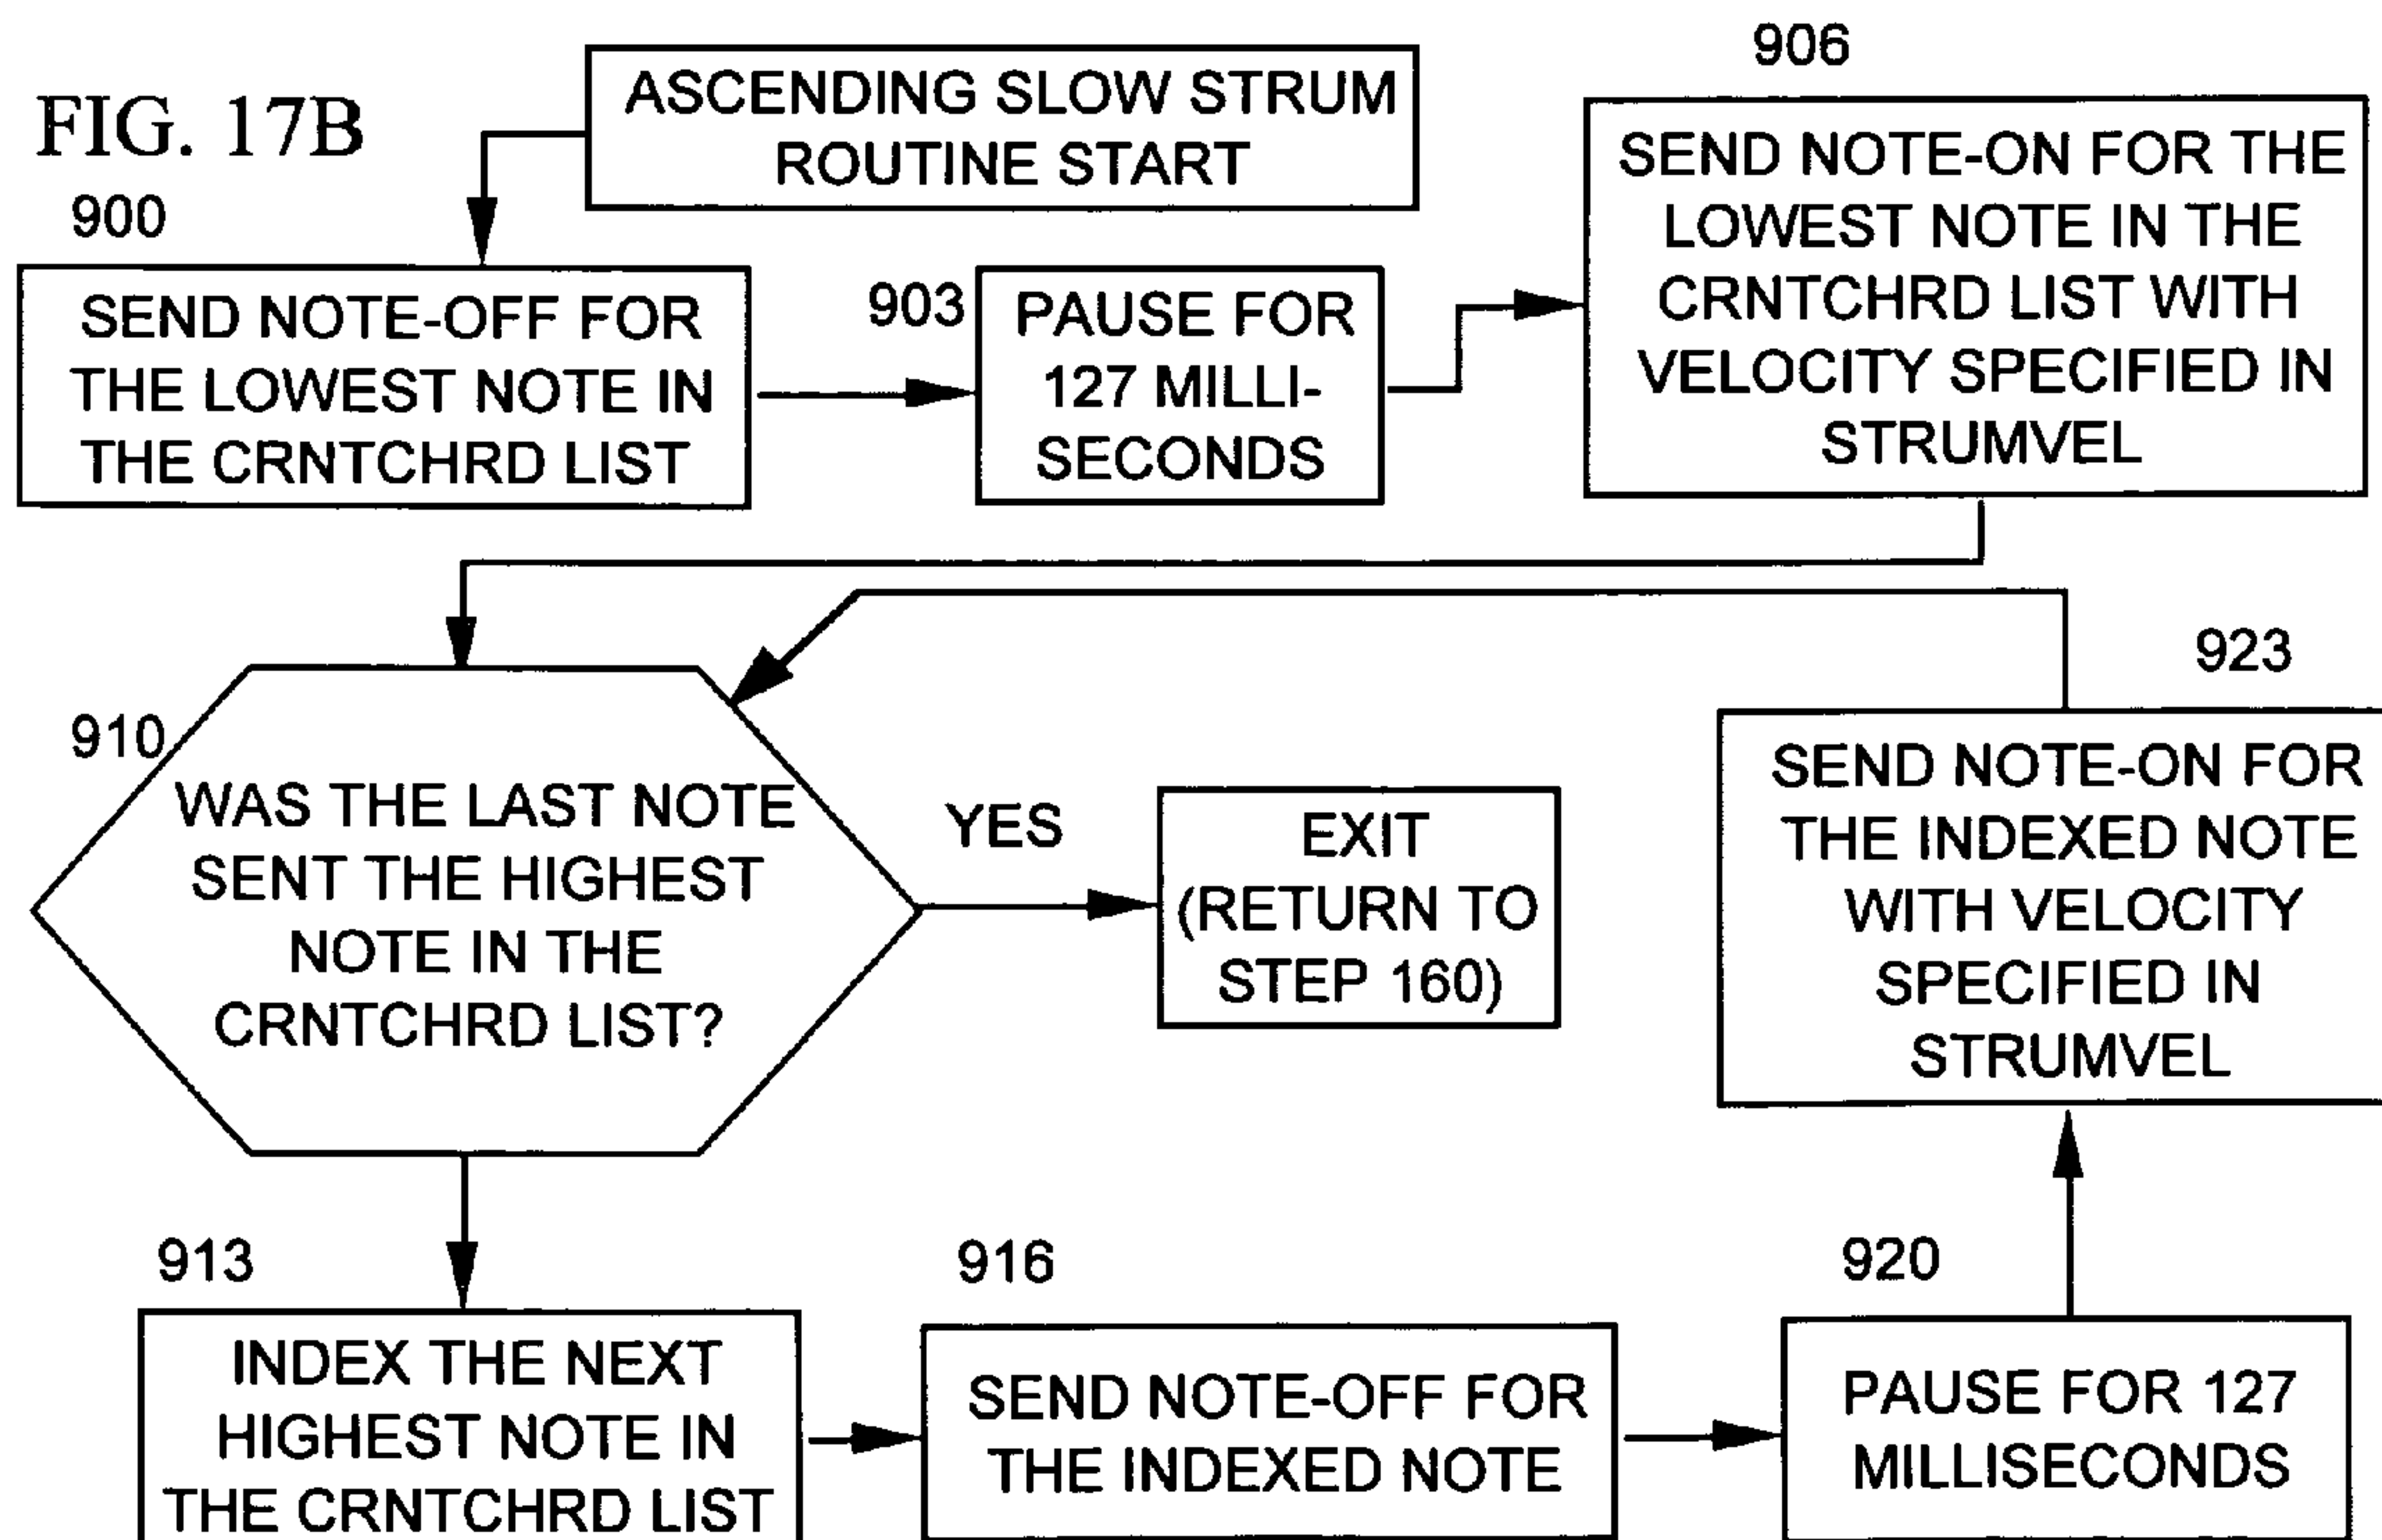 FIG. 17B
ASCENDING SLOW STRUM
ROUTINE START
900
SEND NOTE-OFF FOR
THE LOWEST NOTE IN
THE CRNTCHRD LIST
903
PAUSE FOR
127 MILLI-
SECONDS
906
SEND NOTE-ON FOR THE
LOWEST NOTE IN THE
CRNTCHRD LIST WITH
VELOCITY SPECIFIED IN
STRUMVEL
910
WAS THE LAST NOTE
SENT THE HIGHEST
NOTE IN THE
CRNTCHRD LIST?
YES
EXIT
(RETURN TO
STEP 160)
913
INDEX THE NEXT
HIGHEST NOTE IN
THE CRNTCHRD LIST
916
SEND NOTE-OFF FOR
THE INDEXED NOTE
920
PAUSE FOR 127
MILLISECONDS
923
SEND NOTE-ON FOR
THE INDEXED NOTE
WITH VELOCITY
SPECIFIED IN
STRUMVEL